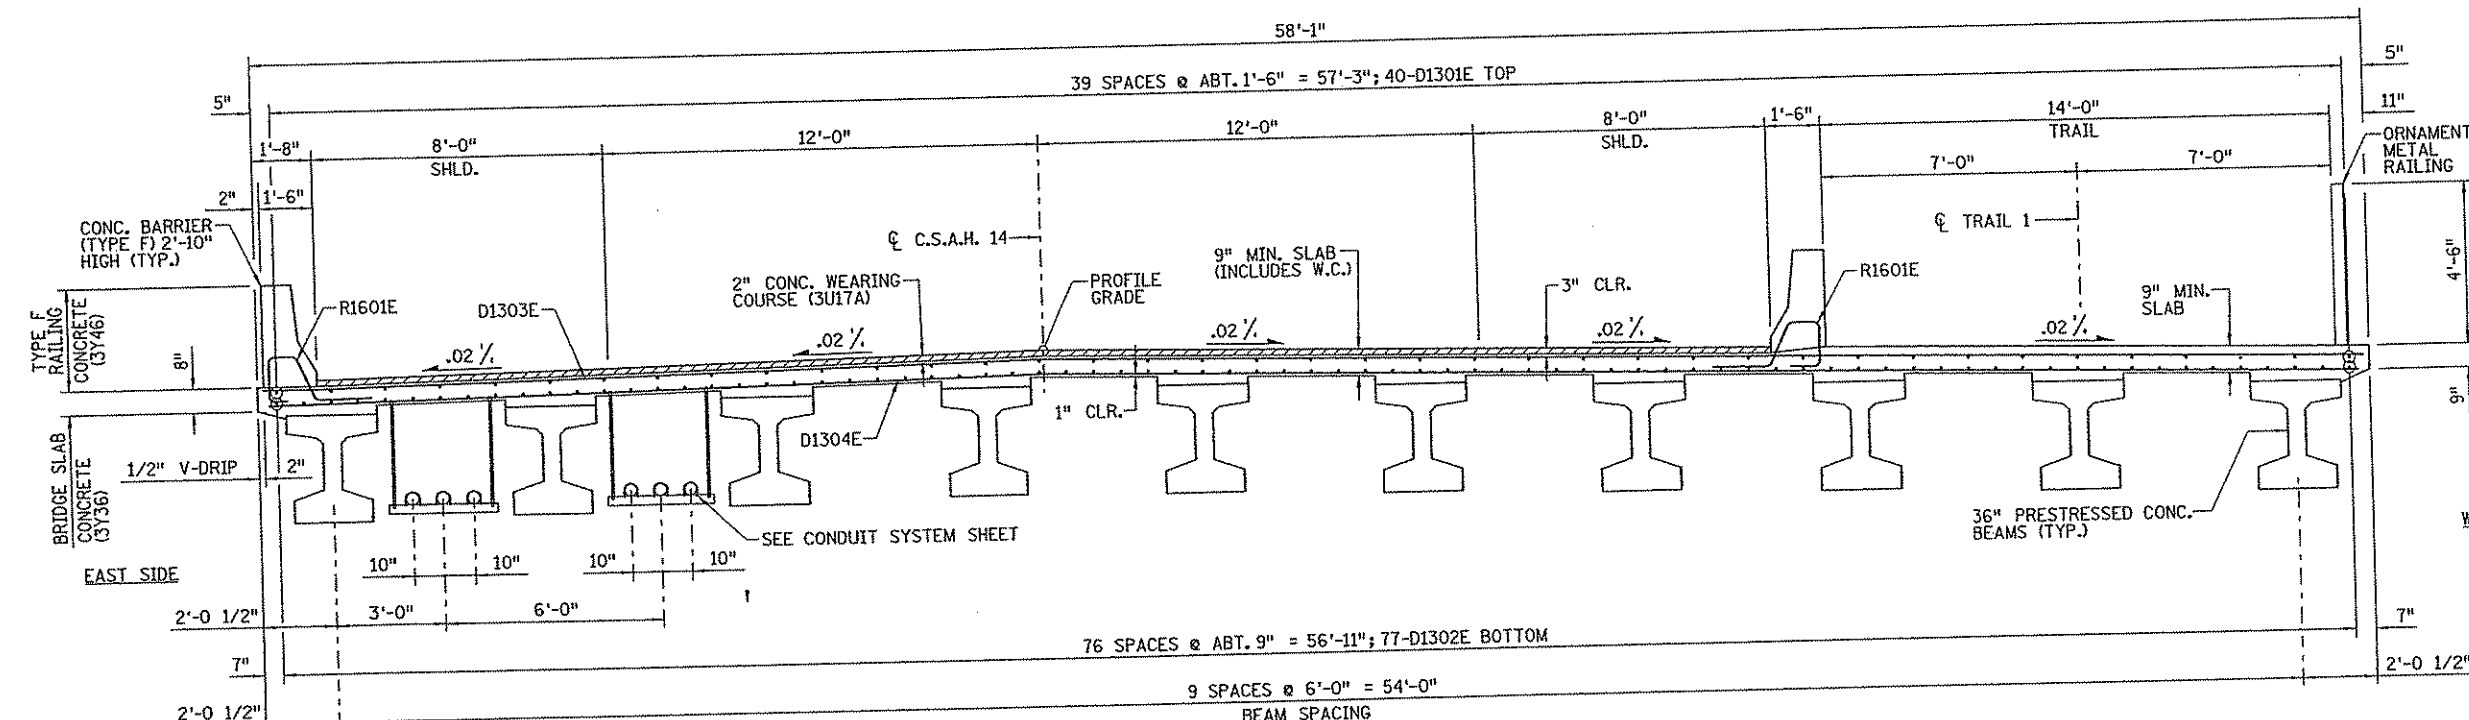 58'-1"
39 SPACES @ ABT. 1'-6" = 57'-3"; 40-D1301E TOP
5"
5"
11"
1'-8"
8'-0"
SHLD.
12'-0"
12'-0"
8'-0"
SHLD.
1'-6"
14'-0"
TRAIL
7'-0"
7'-0"
ORNAMENT
METAL
RAILING
2"
1'-6"
CONC. BARRIER
(TYPE F) 2'-10"
HIGH (TYP.)
℄ C.S.A.H. 14
℄ TRAIL 1
4'-6"
TYPE F
RAILING
CONCRETE
(3Y46)
8"
R1601E
D1303E
2" CONC. WEARING
COURSE (3U17A)
PROFILE
GRADE
9" MIN. SLAB
(INCLUDES W.C.)
3" CLR.
R1601E
9" MIN.
SLAB
.02 '/.
.02 '/.
.02 '/.
.02 '/.
.02 '/.
1" CLR.
D1304E
9"
BRIDGE SLAB
CONCRETE
(3Y36)
1/2" V-DRIP
2"
EAST SIDE
SEE CONDUIT SYSTEM SHEET
36" PRESTRESSED CONC.
BEAMS (TYP.)
10"
10"
10"
10"
2'-0 1/2"
3'-0"
6'-0"
76 SPACES @ ABT. 9" = 56'-11"; 77-D1302E BOTTOM
7"
7"
9 SPACES @ 6'-0" = 54'-0"
BEAM SPACING
2'-0 1/2"
2'-0 1/2"